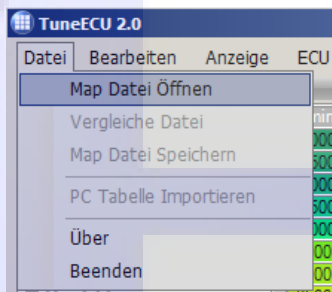 TuneECU 2.0
Datei Bearbeiten Anzeige ECU
Map Datei Öffnen
Vergleiche Datei
Map Datei Speichern
PC Tabelle Importieren
Über
Beenden